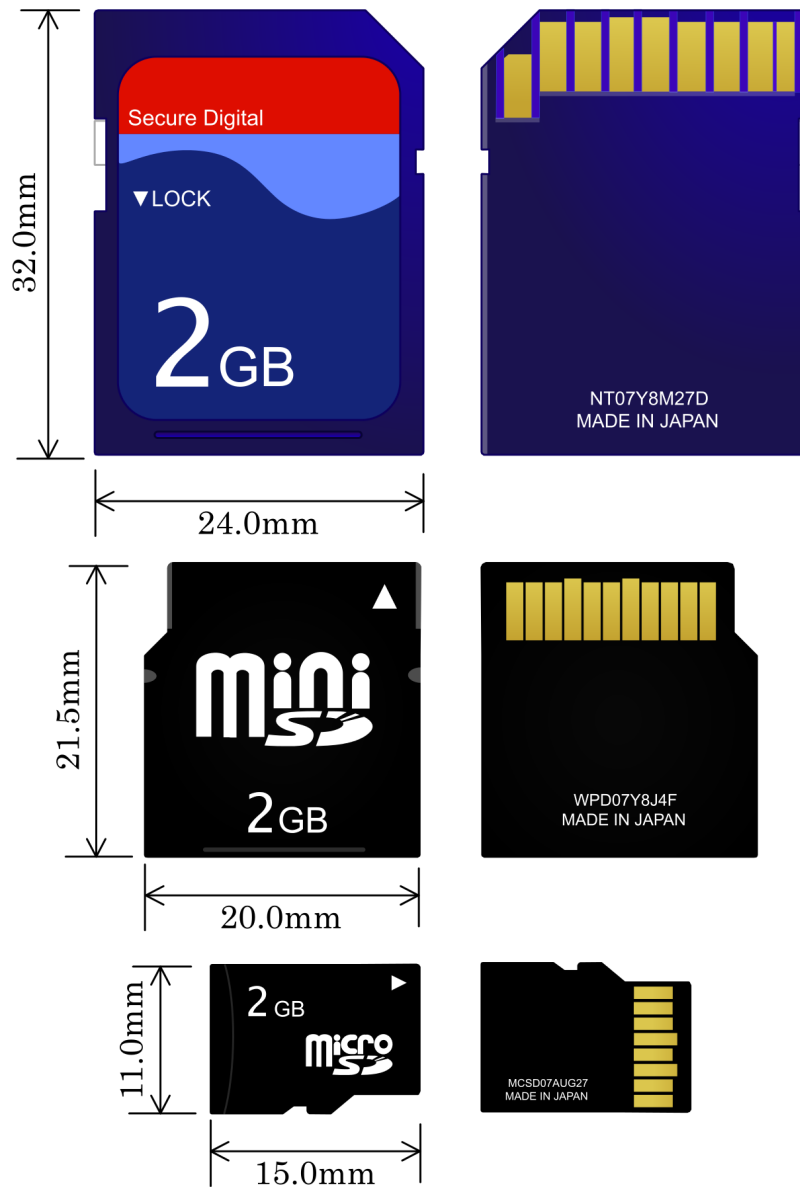 Secure Digital
▼LOCK
2GB
32.0mm
24.0mm
NT07Y8M27D
MADE IN JAPAN
mini
SD
2GB
21.5mm
20.0mm
WPD07Y8J4F
MADE IN JAPAN
2 GB
micro
SD
11.0mm
15.0mm
MCSD07AUG27
MADE IN JAPAN